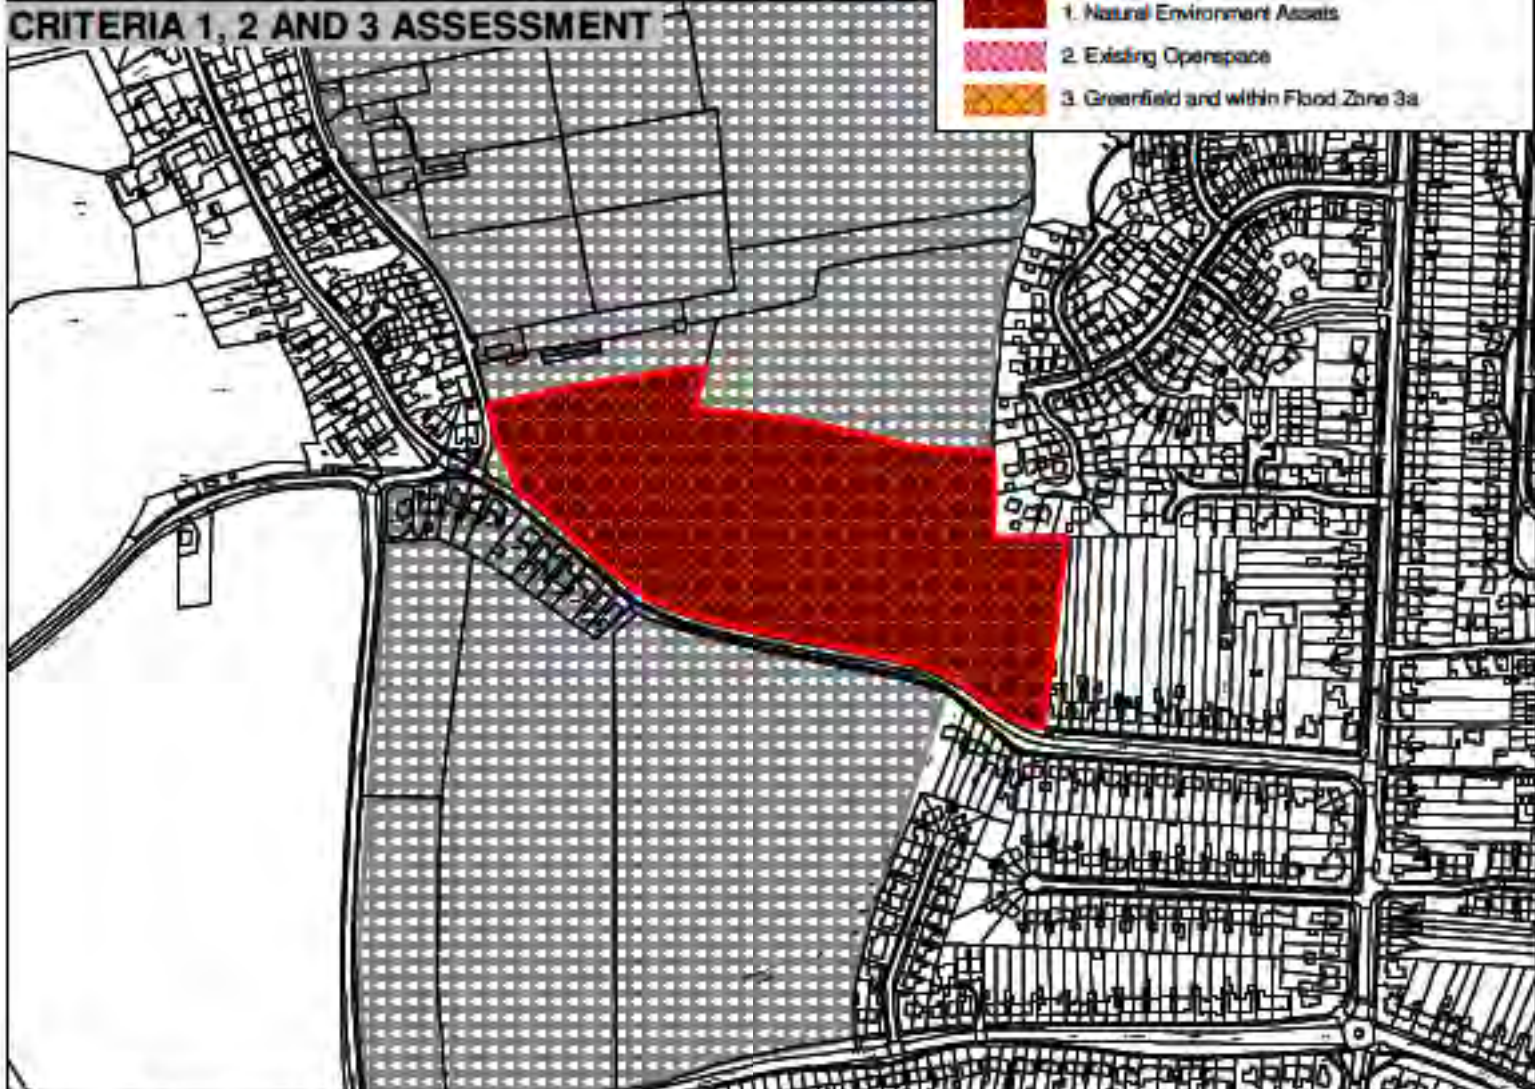 CRITERIA 1, 2 AND 3 ASSESSMENT
1. Natural Environment Assets
2. Existing Openspace
3. Greenfield and within Flood Zone 3a